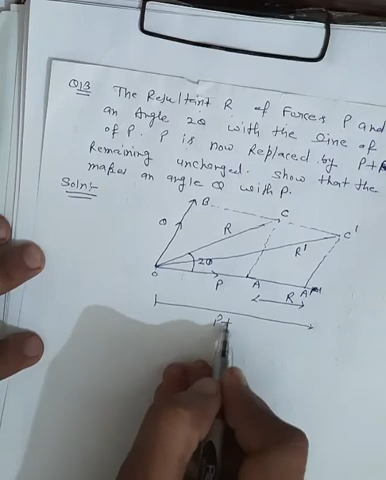 Q13 The Resultant R of Forces P and
an Angle 2θ with the Line of
of P. P is now Replaced by P+R
Remaining unchanged. Show that the
makes an angle θ with P.
Soln:-
B
C
C'
Q
R
R'
2θ
O
P
A
A'
R
P+